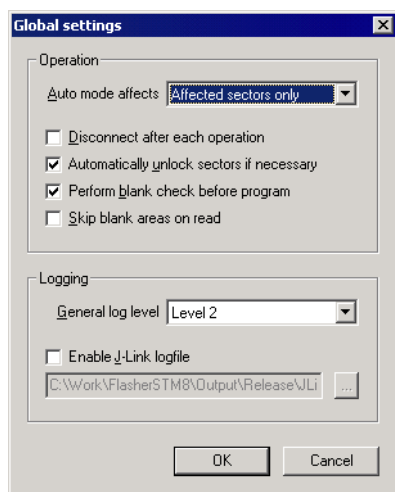 Global settings
Operation
Auto mode affects
Affected sectors only
Disconnect after each operation
Automatically unlock sectors if necessary
Perform blank check before program
Skip blank areas on read
Logging
General log level
Level 2
Enable J-Link logfile
C:\Work\FlasherSTM8\Output\Release\JLi
...
OK
Cancel